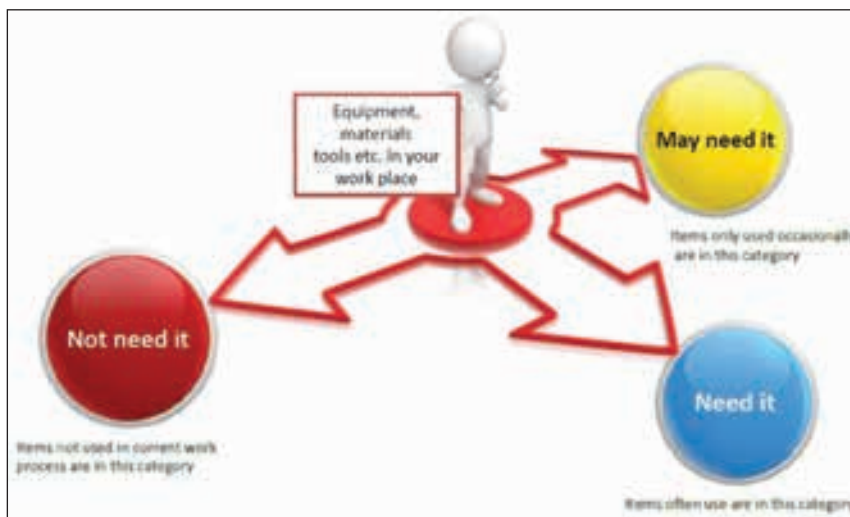 Equipment,
materials
tools etc. in your
work place
May need it
Items only used occasionally
are in this category
Not need it
Items not used in current work
process are in this category
Need it
Items often use are in this category